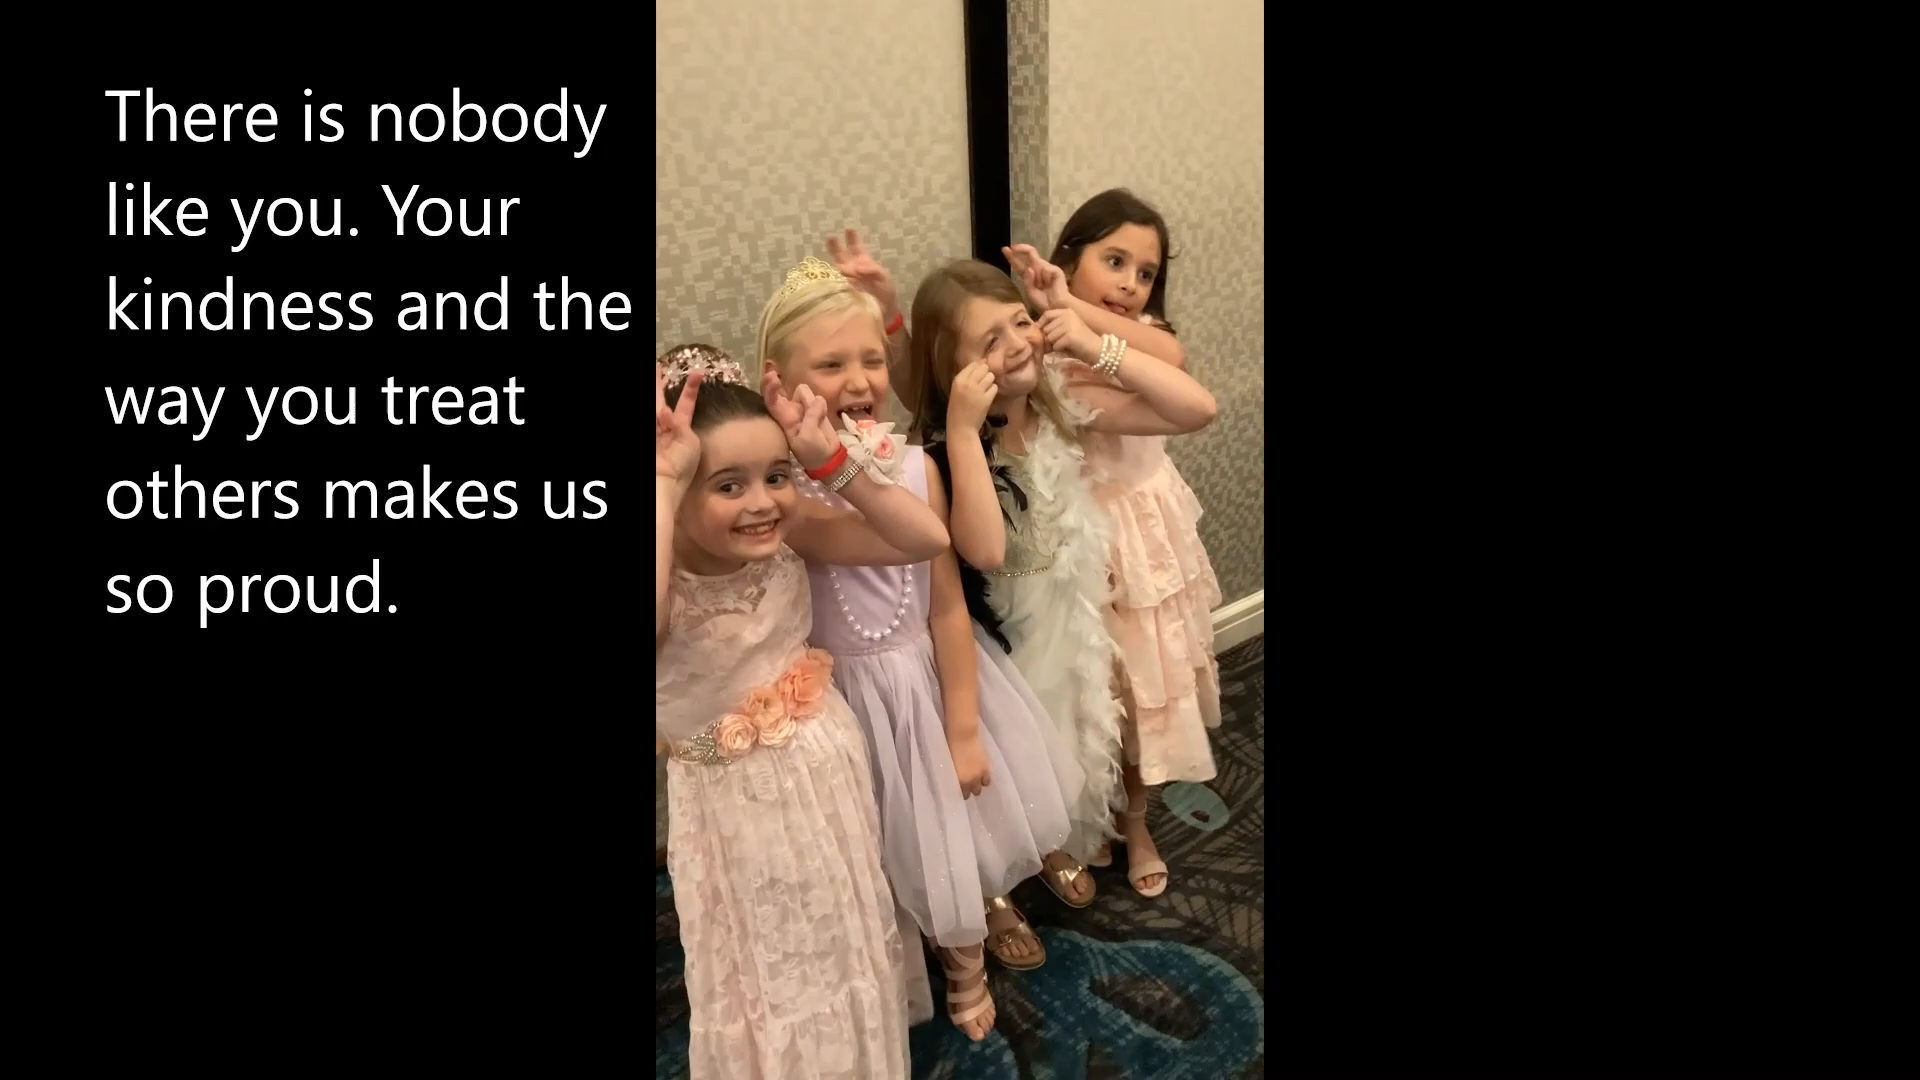 There is nobody
like you. Your
kindness and the
way you treat
others makes us
so proud.